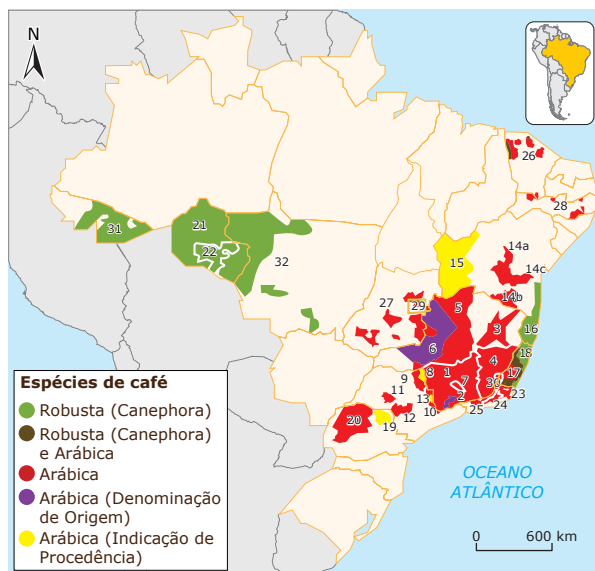 N
26
28
31
21
22
32
15
14a
14c
14b
27
29
5
3
16
6
18
4
17
9
8
1
7
30
11
13
2
23
24
10
25
20
12
19
Espécies de café
Robusta (Canephora)
Robusta (Canephora)
e Arábica
Arábica
Arábica (Denominação
de Origem)
Arábica (Indicação de
Procedência)
OCEANO
ATLÂNTICO
0 600 km